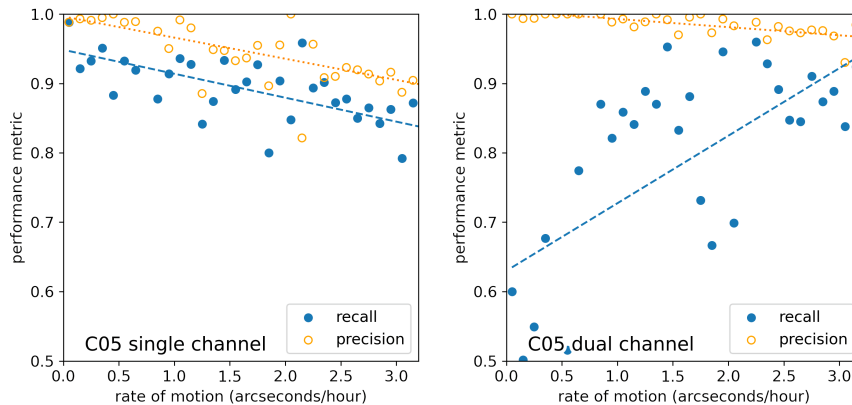 1.0
0.9
0.8
0.7
0.6
0.5
performance metric
recall
precision
C05 single channel
0.0 0.5 1.0 1.5 2.0 2.5 3.0
rate of motion (arcseconds/hour)
1.0
0.9
0.8
0.7
0.6
0.5
performance metric
recall
precision
C05 dual channel
0.0 0.5 1.0 1.5 2.0 2.5 3.0
rate of motion (arcseconds/hour)